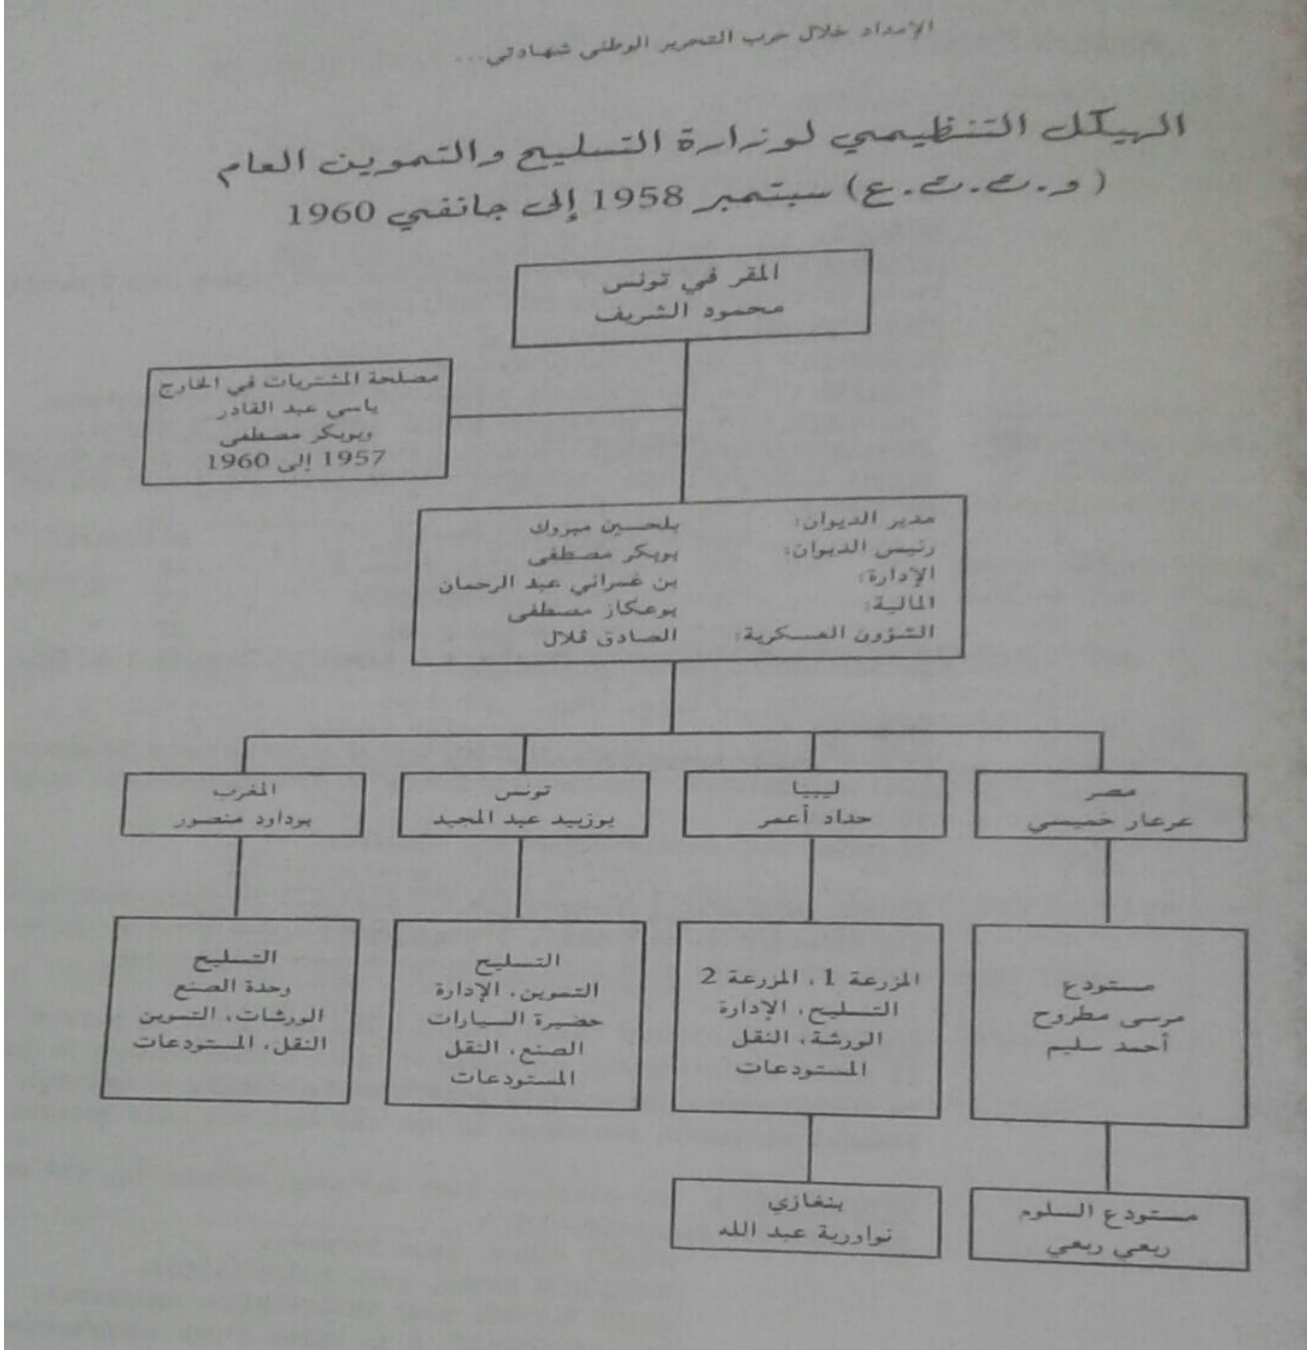 الإمداد خلال حرب التحرير الوطني شهادتي...
الهيكل التنظيمي لوزارة التسليح والتموين العام
(و.ت.ت.ع) سبتمبر 1958 إلى جانفي 1960
المقر في تونس
محمود الشريف
مصلحة المشتريات في الخارج
ياسي عبد القادر
وبوبكر مصطفى
1957 إلى 1960
مدير الديوان: بلحسين مبروك
رئيس الديوان: بوبكر مصطفى
الإدارة: بن غمراني عبد الرحمان
المالية: بوعكاز مصطفى
الشؤون العسكرية: الصادق ڤلال
مصر
عرعار خميسي
ليبيا
حداد أعمر
تونس
بوزبيد عبد المجيد
المغرب
بوداود منصور
مستودع
مرسى مطروح
أحمد سليم
المزرعة 1، المزرعة 2
التسليح، الإدارة
الورشة، النقل
المستودعات
التسليح
التموين، الإدارة
حضيرة السيارات
الصنع، النقل
المستودعات
التسليح
وحدة الصنع
الورشات، التموين
النقل، المستودعات
مستودع السلوم
ربعي ربعي
بنغازي
نواورية عبد الله